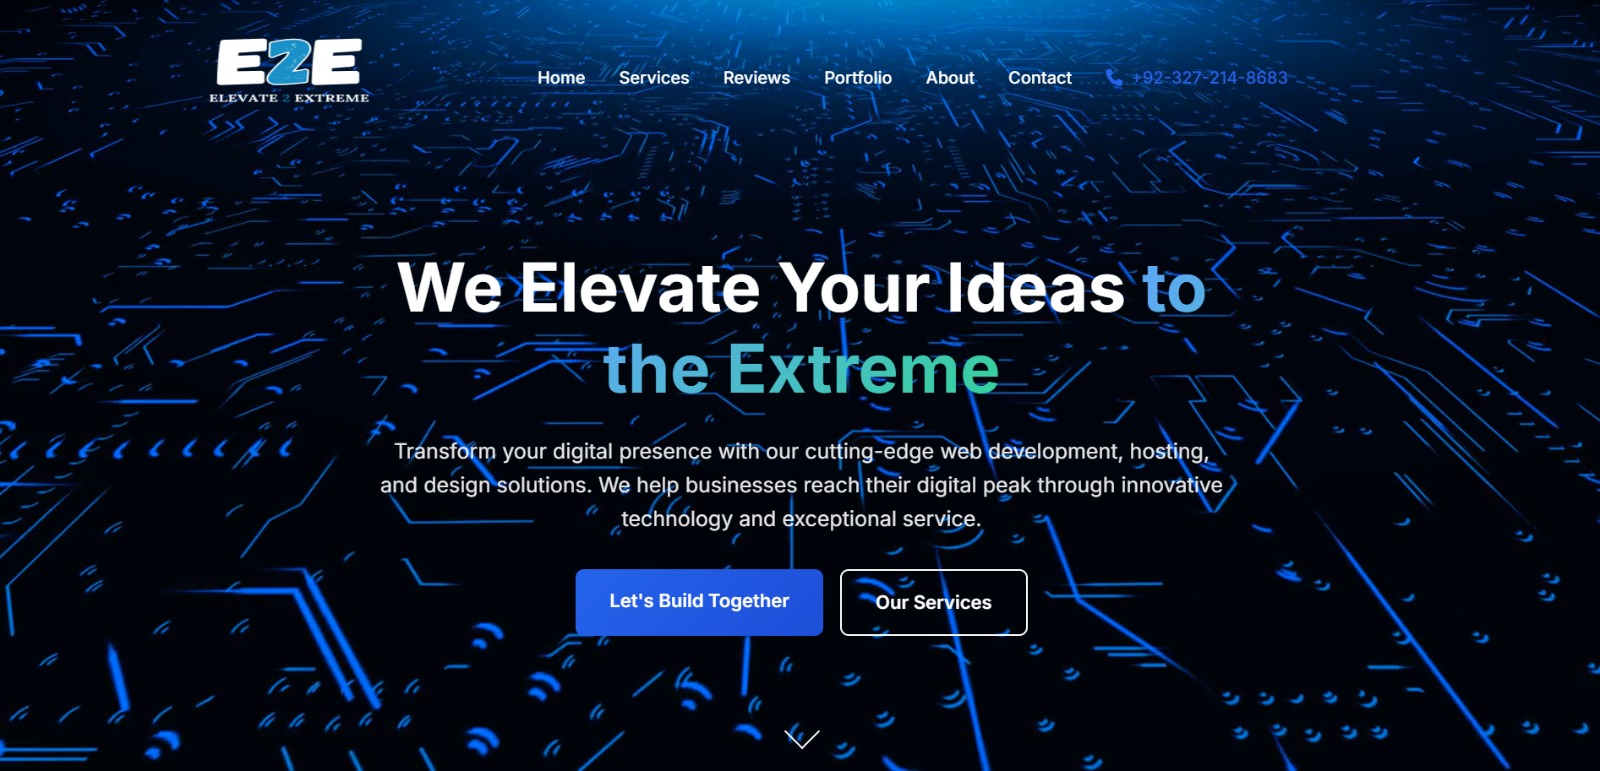 E2E
ELEVATE 2 EXTREME
Home Services Reviews Portfolio About Contact +92-327-214-8683
We Elevate Your Ideas to
the Extreme
Transform your digital presence with our cutting-edge web development, hosting,
and design solutions. We help businesses reach their digital peak through innovative
technology and exceptional service.
Let's Build Together
Our Services